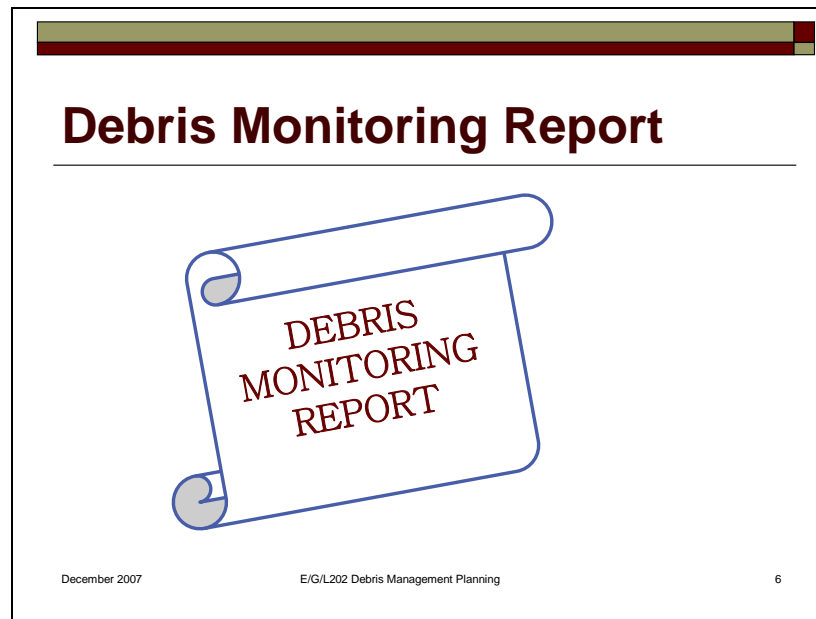 Debris Monitoring Report
DEBRIS
MONITORING
REPORT
December 2007
E/G/L202 Debris Management Planning
6